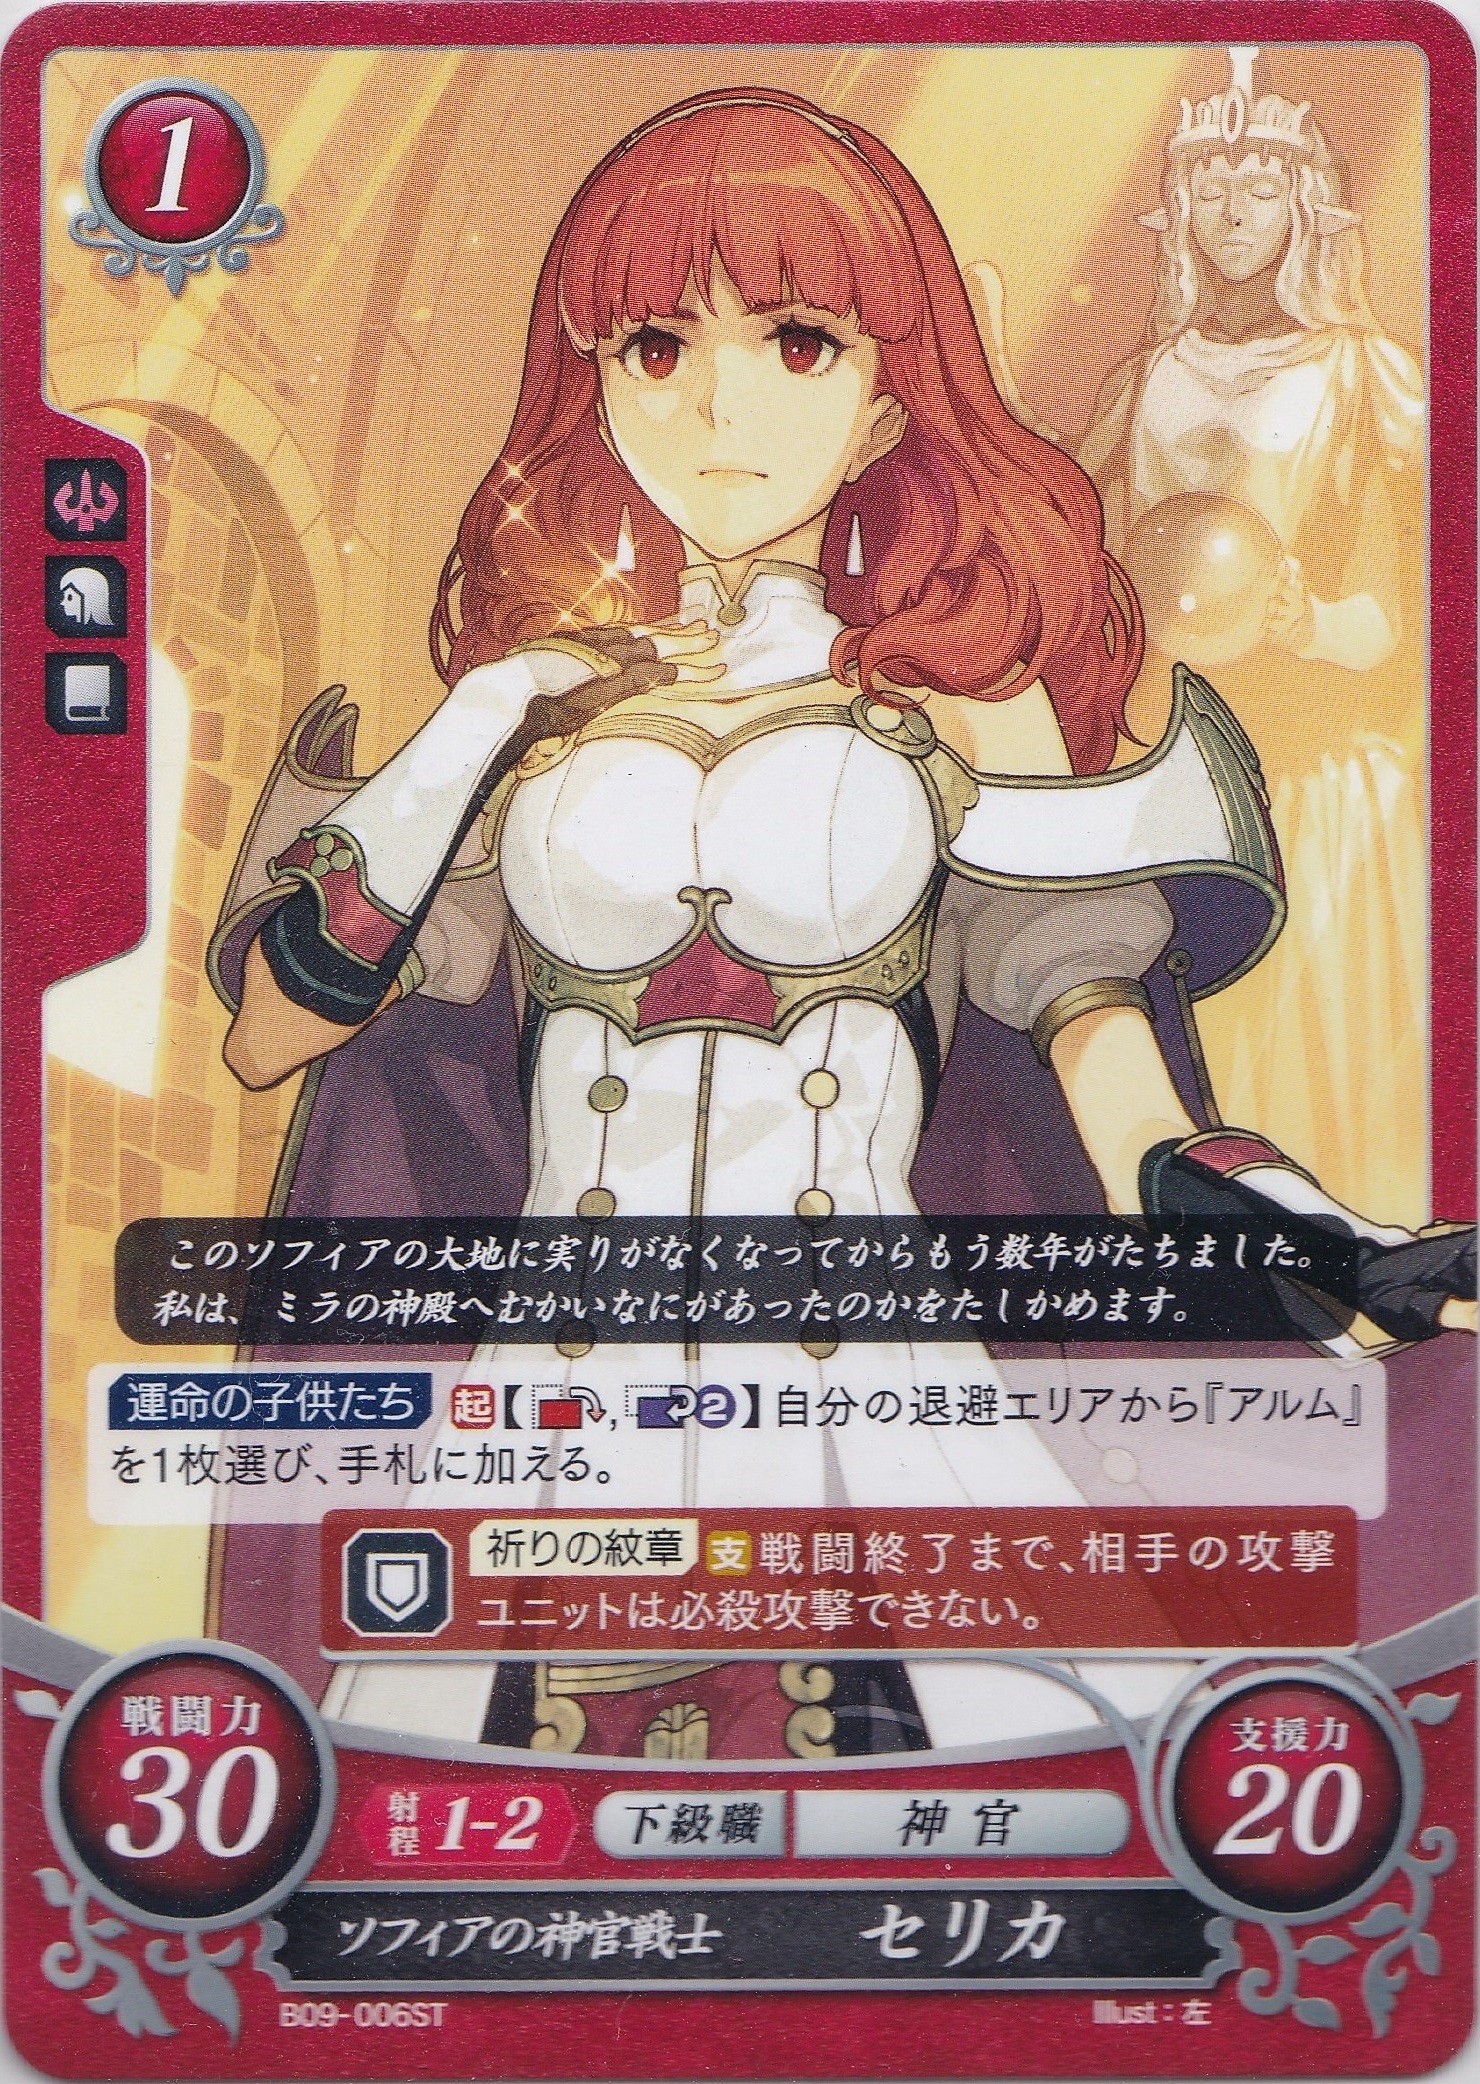 1
このソフィアの大地に実りがなくなってからもう数年がたちました。
私は、ミラの神殿へむかいなにがあったのかをたしかめます。
運命の子供たち 起【 , 2】自分の退避エリアから『アルム』
を1枚選び、手札に加える。
祈りの紋章 支 戦闘終了まで、相手の攻撃
ユニットは必殺攻撃できない。
戦闘力
30
射程 1-2
下級職
神官
支援力
20
ソフィアの神官戦士 セリカ
B09-006ST
Illust：左